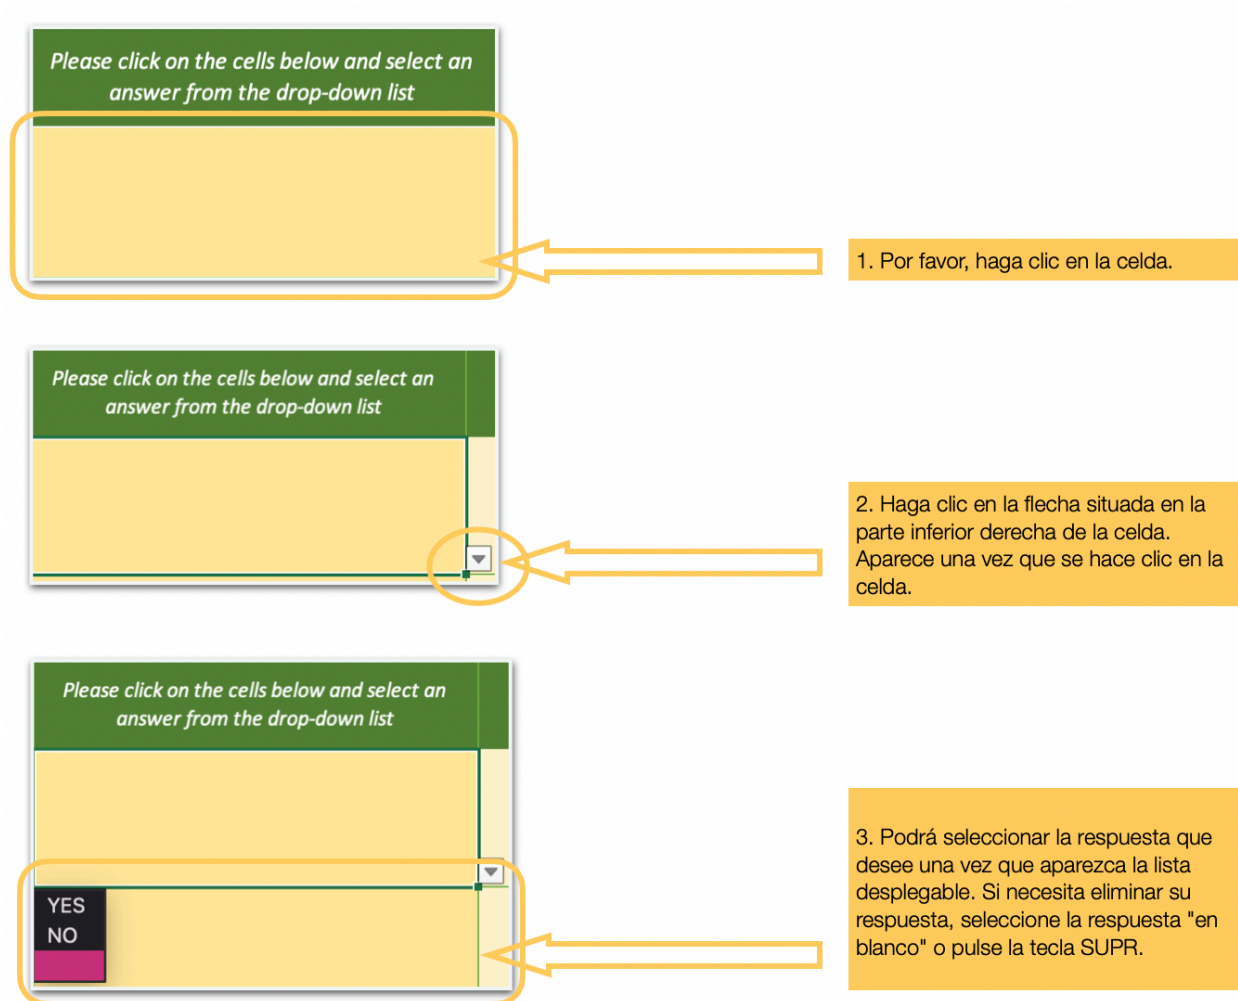 Please click on the cells below and select an
answer from the drop-down list
1. Por favor, haga clic en la celda.
Please click on the cells below and select an
answer from the drop-down list
2. Haga clic en la flecha situada en la
parte inferior derecha de la celda.
Aparece una vez que se hace clic en la
celda.
Please click on the cells below and select an
answer from the drop-down list
YES
NO
3. Podrá seleccionar la respuesta que
desee una vez que aparezca la lista
desplegable. Si necesita eliminar su
respuesta, seleccione la respuesta "en
blanco" o pulse la tecla SUPR.